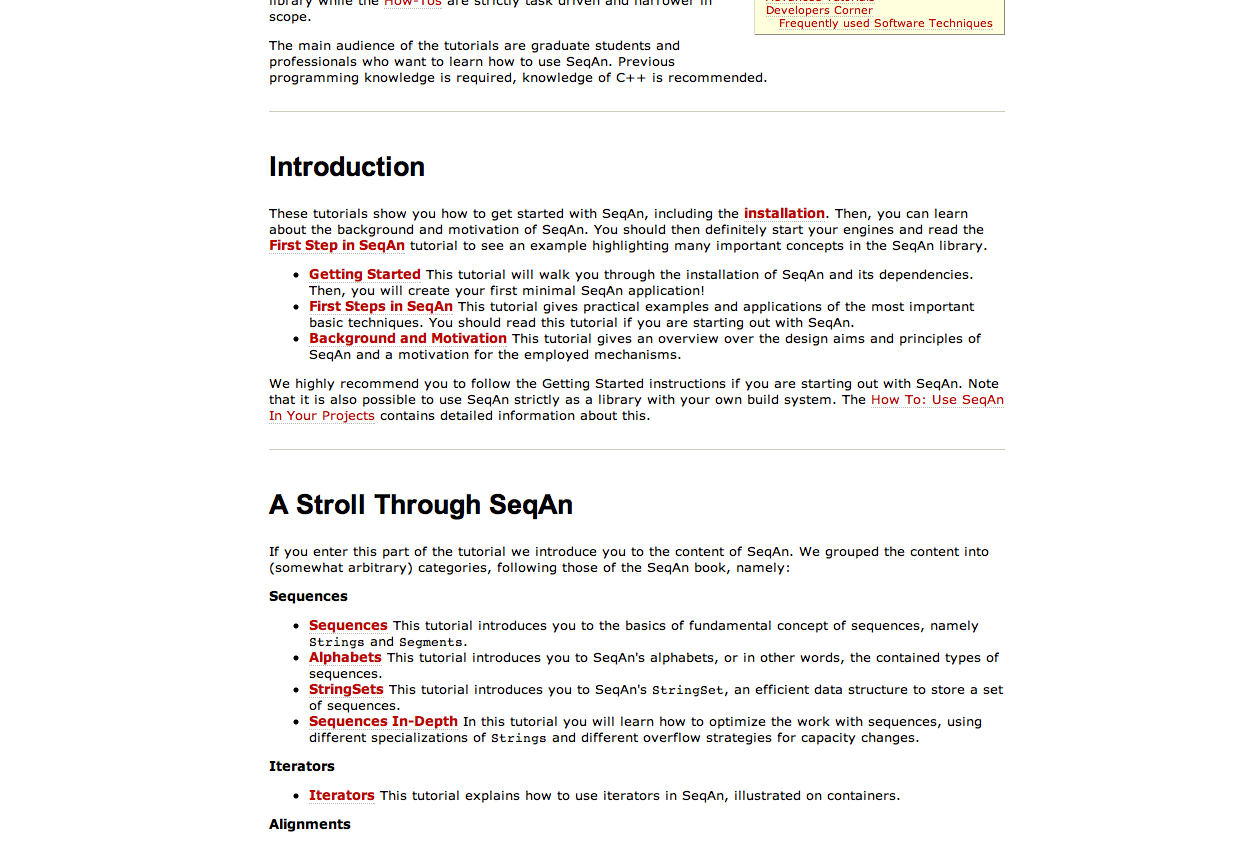 library while the How-Tos are strictly task driven and narrower in
scope.
Advanced Tutorials
Developers Corner
Frequently used Software Techniques
The main audience of the tutorials are graduate students and
professionals who want to learn how to use SeqAn. Previous
programming knowledge is required, knowledge of C++ is recommended.
Introduction
These tutorials show you how to get started with SeqAn, including the installation. Then, you can learn
about the background and motivation of SeqAn. You should then definitely start your engines and read the
First Step in SeqAn tutorial to see an example highlighting many important concepts in the SeqAn library.
• Getting Started This tutorial will walk you through the installation of SeqAn and its dependencies.
Then, you will create your first minimal SeqAn application!
• First Steps in SeqAn This tutorial gives practical examples and applications of the most important
basic techniques. You should read this tutorial if you are starting out with SeqAn.
• Background and Motivation This tutorial gives an overview over the design aims and principles of
SeqAn and a motivation for the employed mechanisms.
We highly recommend you to follow the Getting Started instructions if you are starting out with SeqAn. Note
that it is also possible to use SeqAn strictly as a library with your own build system. The How To: Use SeqAn
In Your Projects contains detailed information about this.
A Stroll Through SeqAn
If you enter this part of the tutorial we introduce you to the content of SeqAn. We grouped the content into
(somewhat arbitrary) categories, following those of the SeqAn book, namely:
Sequences
• Sequences This tutorial introduces you to the basics of fundamental concept of sequences, namely
Strings and Segments.
• Alphabets This tutorial introduces you to SeqAn's alphabets, or in other words, the contained types of
sequences.
• StringSets This tutorial introduces you to SeqAn's StringSet, an efficient data structure to store a set
of sequences.
• Sequences In-Depth In this tutorial you will learn how to optimize the work with sequences, using
different specializations of Strings and different overflow strategies for capacity changes.
Iterators
• Iterators This tutorial explains how to use iterators in SeqAn, illustrated on containers.
Alignments